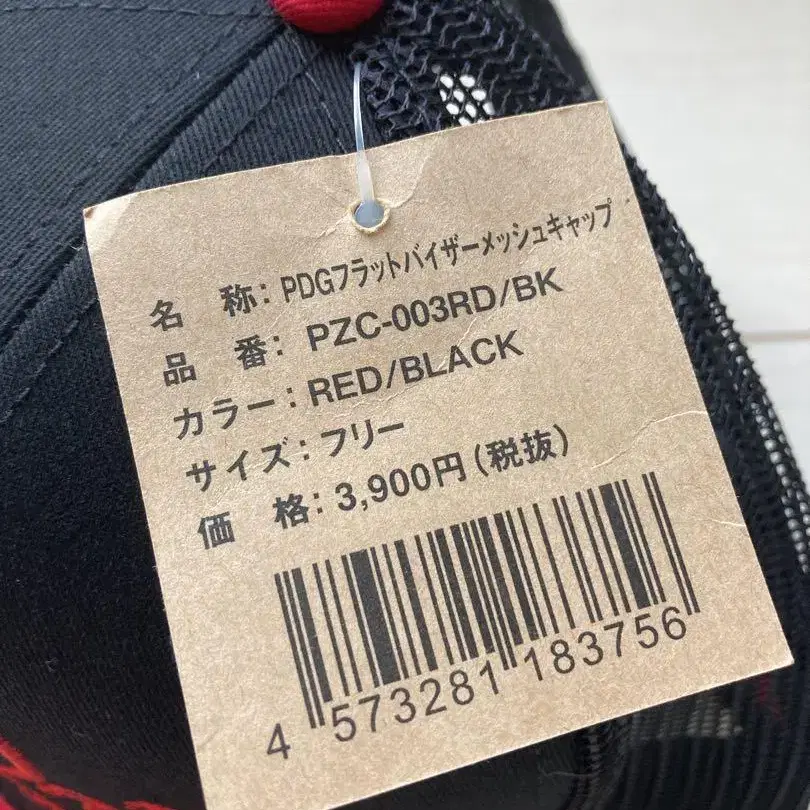 名　称：PDGフラットバイザーメッシュキャップ
品　番：PZC-003RD/BK
カラー：RED/BLACK
サイズ：フリー
価　格：3,900円（税抜）
4 573281 183756